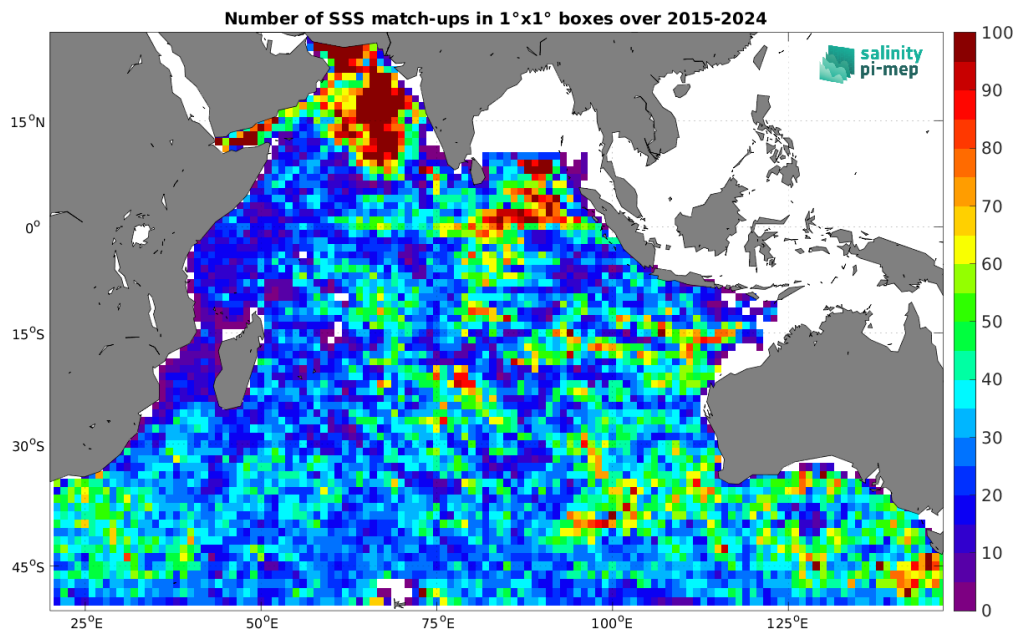 Number of SSS match-ups in 1°x1° boxes over 2015-2024
salinity
pi-mep
100
90
80
70
60
50
40
30
20
10
0
15°N
0°
15°S
30°S
45°S
25°E
50°E
75°E
100°E
125°E